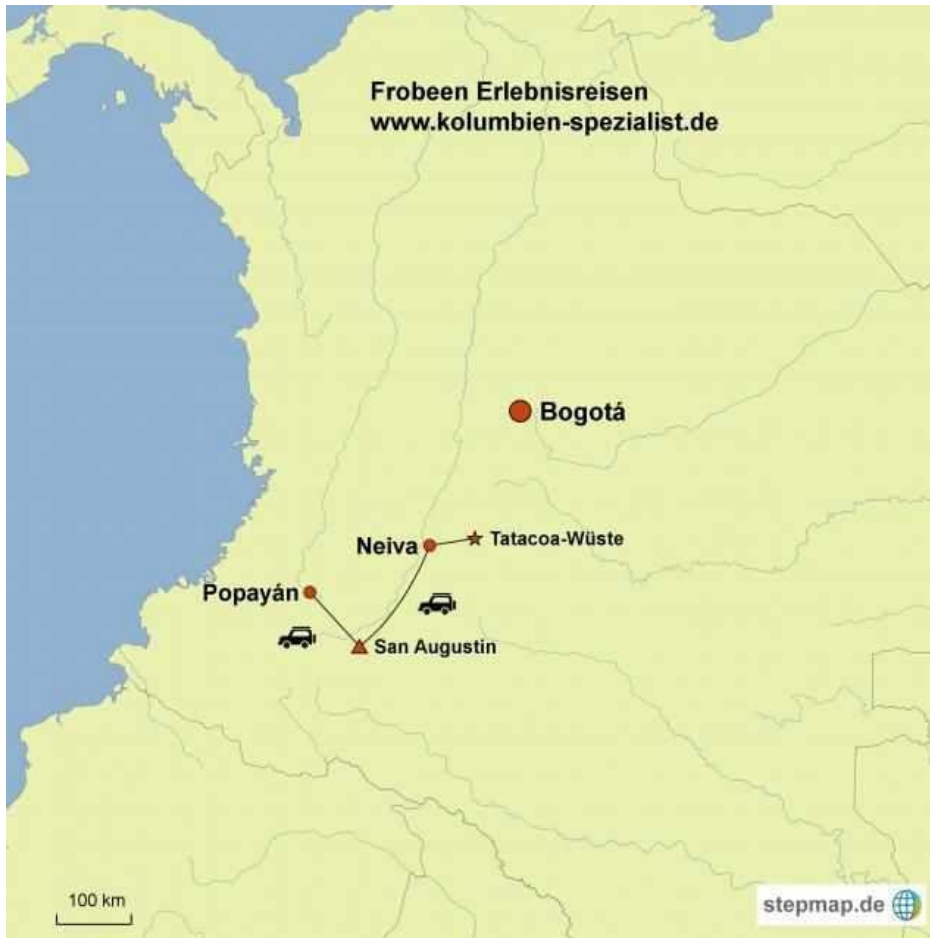 Frobeen Erlebnisreisen
www.kolumbien-spezialist.de
Bogotá
Neiva
Tatacoa-Wüste
Popayán
San Augustin
100 km
stepmap.de